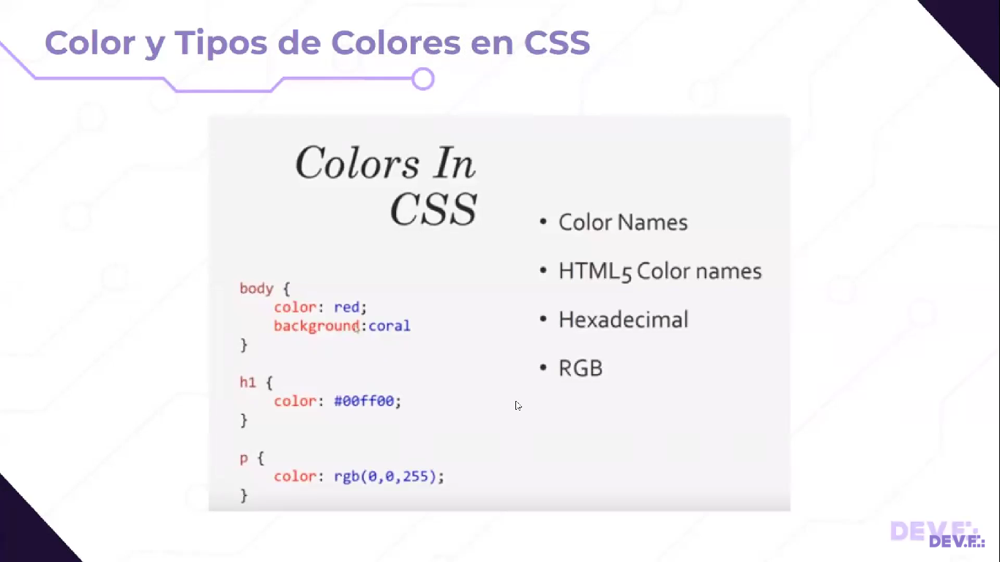 Color y Tipos de Colores en CSS
Colors In
CSS
body {
color: red;
background:coral
}
h1 {
color: #00ff00;
}
p {
color: rgb(0,0,255);
}
• Color Names
• HTML5 Color names
• Hexadecimal
• RGB
DEV.F.:
DEV.F.: